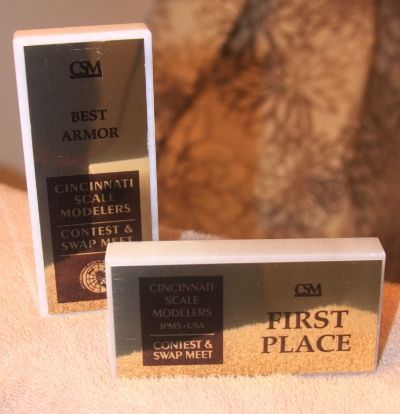 CSM
BEST
ARMOR
CINCINNATI
SCALE
MODELERS
CONTEST &
SWAP MEET
CINCINNATI
SCALE
MODELERS
IPMS·USA
CONTEST &
SWAP MEET
CSM
FIRST
PLACE